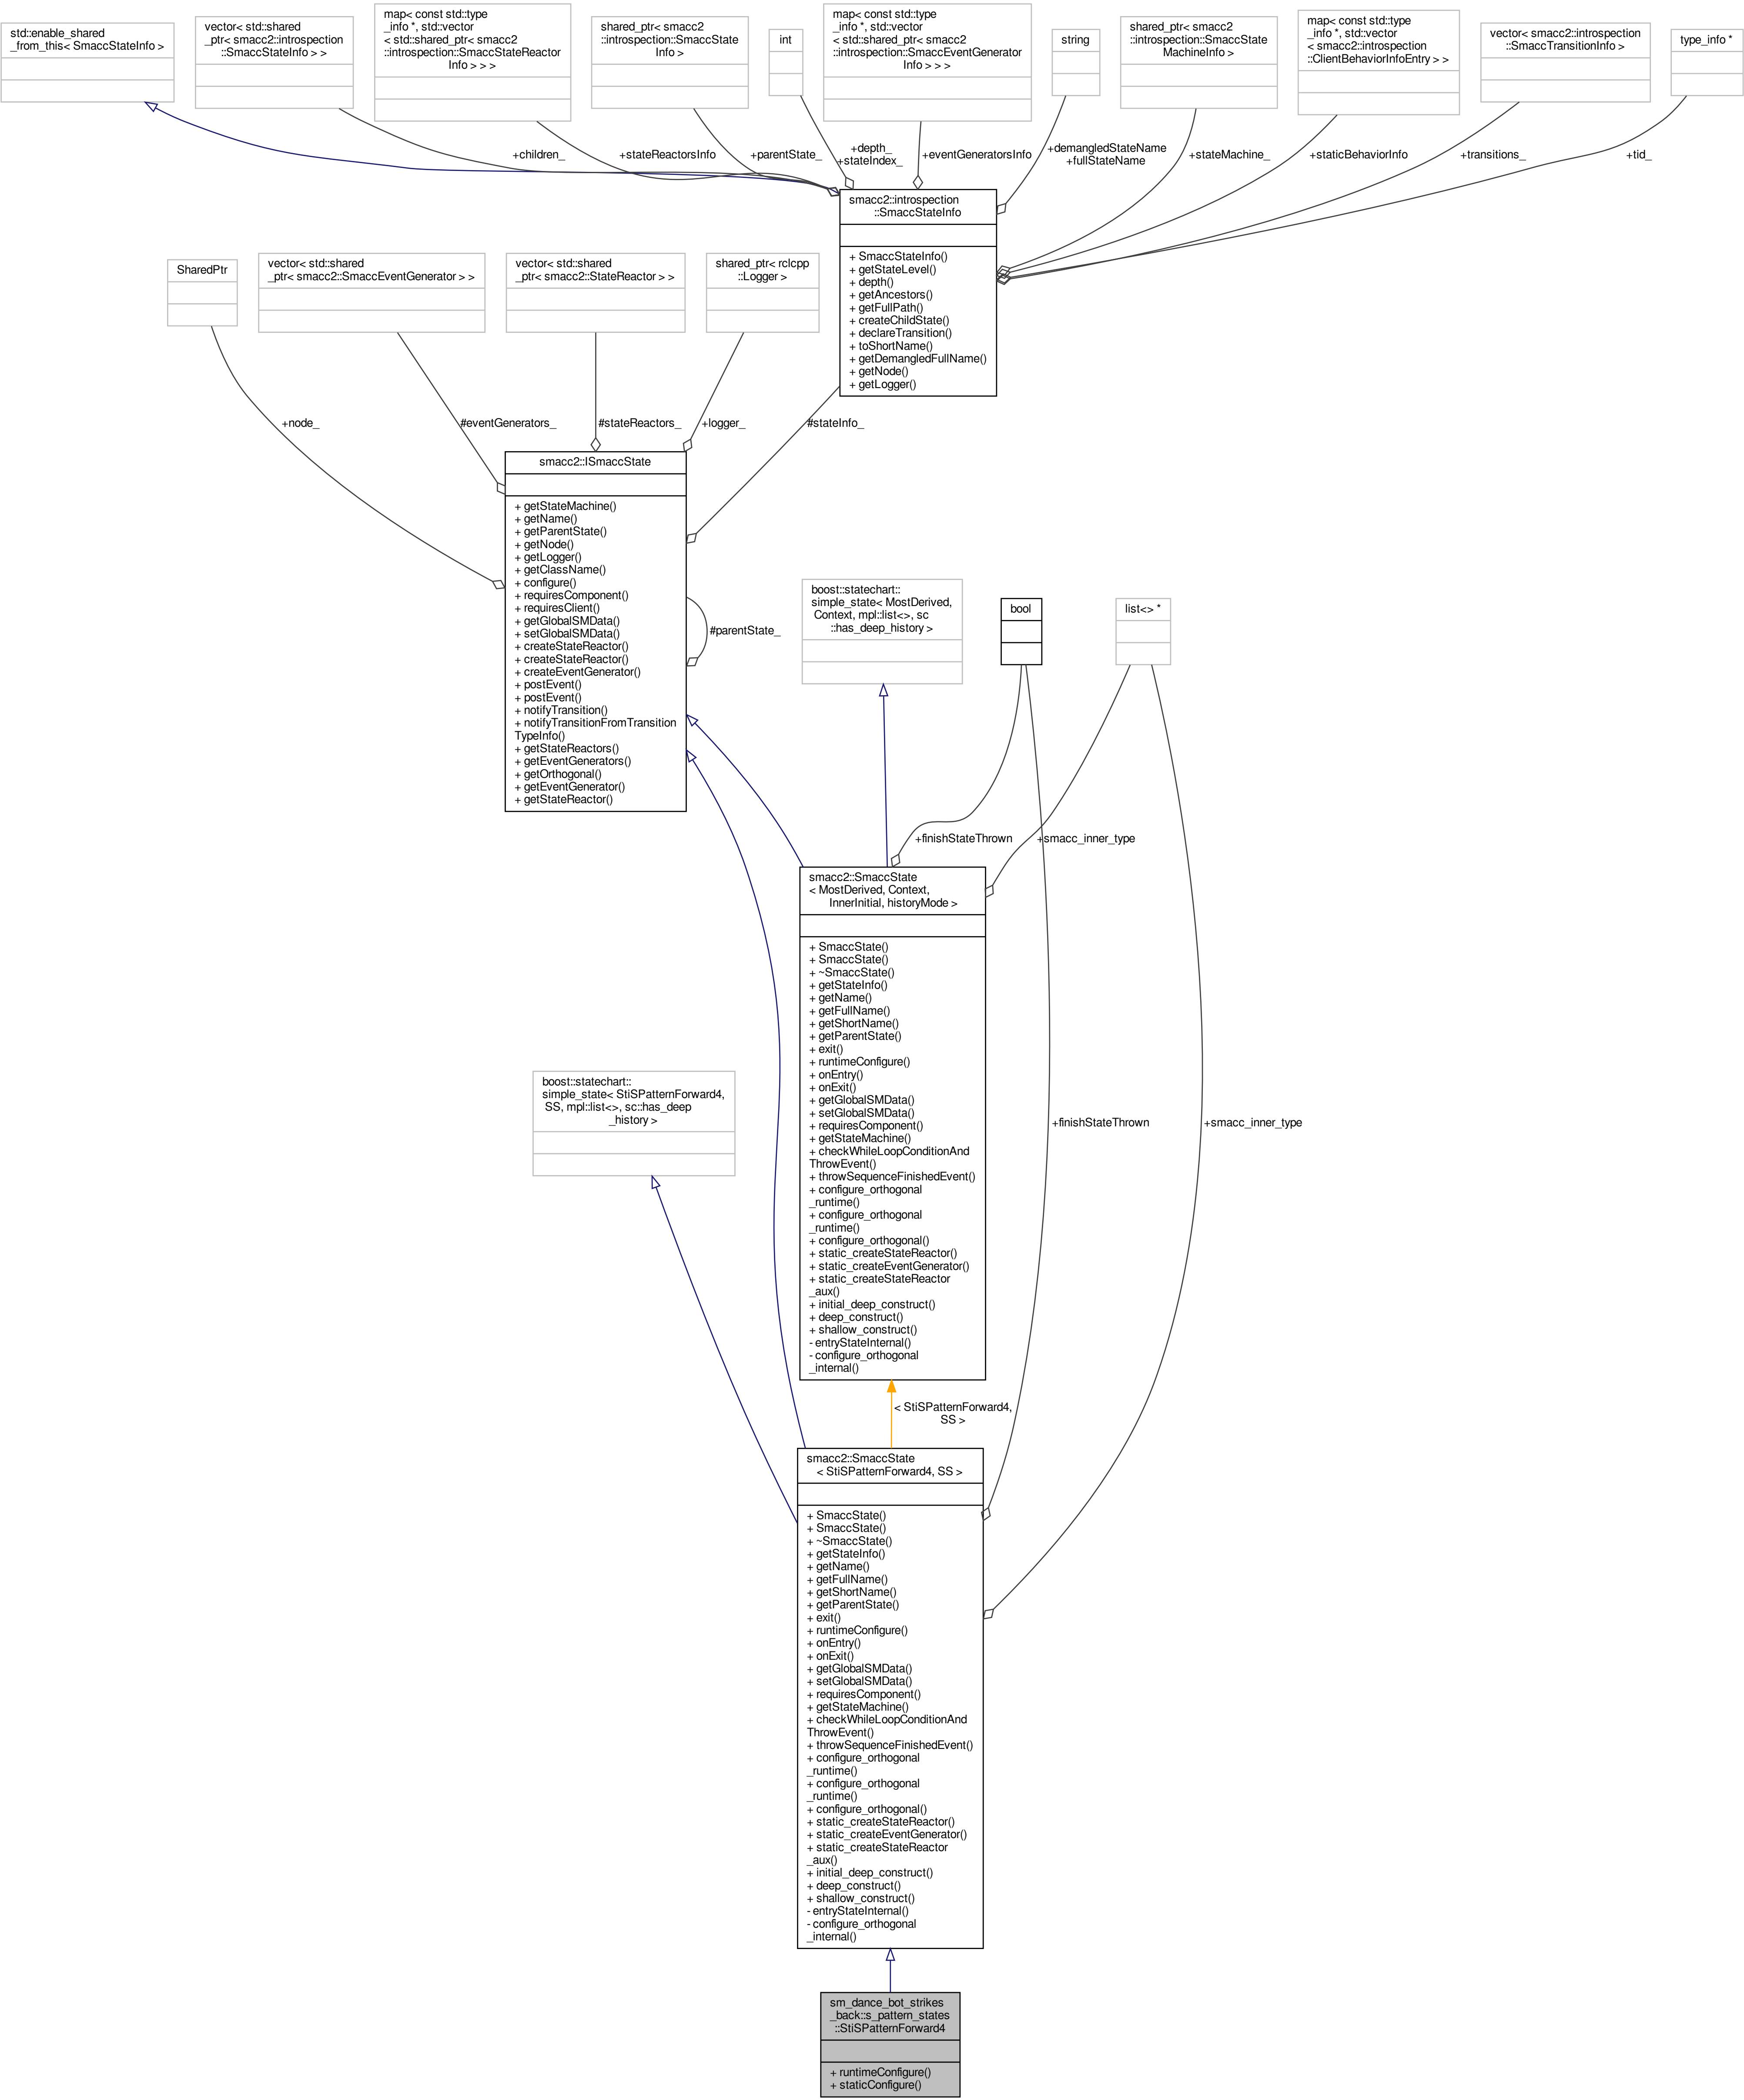 std::enable_shared
_from_this< SmaccStateInfo >
vector< std::shared
_ptr< smacc2::introspection
::SmaccStateInfo > >
map< const std::type
_info *, std::vector
< std::shared_ptr< smacc2
::introspection::SmaccStateReactor
Info > > >
shared_ptr< smacc2
::introspection::SmaccState
Info >
int
map< const std::type
_info *, std::vector
< std::shared_ptr< smacc2
::introspection::SmaccEventGenerator
Info > > >
string
shared_ptr< smacc2
::introspection::SmaccState
MachineInfo >
map< const std::type
_info *, std::vector
< smacc2::introspection
::ClientBehaviorInfoEntry > >
vector< smacc2::introspection
::SmaccTransitionInfo >
type_info *
+children_
+stateReactorsInfo
+parentState_
+depth_
+stateIndex_
+eventGeneratorsInfo
+demangledStateName
+fullStateName
+stateMachine_
+staticBehaviorInfo
+transitions_
+tid_
smacc2::introspection
::SmaccStateInfo
+ SmaccStateInfo()
+ getStateLevel()
+ depth()
+ getAncestors()
+ getFullPath()
+ createChildState()
+ declareTransition()
+ toShortName()
+ getDemangledFullName()
+ getNode()
+ getLogger()
SharedPtr
vector< std::shared
_ptr< smacc2::SmaccEventGenerator > >
vector< std::shared
_ptr< smacc2::StateReactor > >
shared_ptr< rclcpp
::Logger >
+node_
#eventGenerators_
#stateReactors_
+logger_
#stateInfo_
smacc2::ISmaccState
+ getStateMachine()
+ getName()
+ getParentState()
+ getNode()
+ getLogger()
+ getClassName()
+ configure()
+ requiresComponent()
+ requiresClient()
+ getGlobalSMData()
+ setGlobalSMData()
+ createStateReactor()
+ createStateReactor()
+ createEventGenerator()
+ postEvent()
+ postEvent()
+ notifyTransition()
+ notifyTransitionFromTransition
TypeInfo()
+ getStateReactors()
+ getEventGenerators()
+ getOrthogonal()
+ getEventGenerator()
+ getStateReactor()
#parentState_
boost::statechart::
simple_state< MostDerived,
Context, mpl::list<>, sc
::has_deep_history >
bool
list<> *
+finishStateThrown
+smacc_inner_type
smacc2::SmaccState
< MostDerived, Context,
InnerInitial, historyMode >
+ SmaccState()
+ SmaccState()
+ ~SmaccState()
+ getStateInfo()
+ getName()
+ getFullName()
+ getShortName()
+ getParentState()
+ exit()
+ runtimeConfigure()
+ onEntry()
+ onExit()
+ getGlobalSMData()
+ setGlobalSMData()
+ requiresComponent()
+ getStateMachine()
+ checkWhileLoopConditionAnd
ThrowEvent()
+ throwSequenceFinishedEvent()
+ configure_orthogonal
_runtime()
+ configure_orthogonal
_runtime()
+ configure_orthogonal()
+ static_createStateReactor()
+ static_createEventGenerator()
+ static_createStateReactor
_aux()
+ initial_deep_construct()
+ deep_construct()
+ shallow_construct()
- entryStateInternal()
- configure_orthogonal
_internal()
boost::statechart::
simple_state< StiSPatternForward4,
SS, mpl::list<>, sc::has_deep
_history >
+finishStateThrown
+smacc_inner_type
< StiSPatternForward4,
SS >
smacc2::SmaccState
< StiSPatternForward4, SS >
+ SmaccState()
+ SmaccState()
+ ~SmaccState()
+ getStateInfo()
+ getName()
+ getFullName()
+ getShortName()
+ getParentState()
+ exit()
+ runtimeConfigure()
+ onEntry()
+ onExit()
+ getGlobalSMData()
+ setGlobalSMData()
+ requiresComponent()
+ getStateMachine()
+ checkWhileLoopConditionAnd
ThrowEvent()
+ throwSequenceFinishedEvent()
+ configure_orthogonal
_runtime()
+ configure_orthogonal
_runtime()
+ configure_orthogonal()
+ static_createStateReactor()
+ static_createEventGenerator()
+ static_createStateReactor
_aux()
+ initial_deep_construct()
+ deep_construct()
+ shallow_construct()
- entryStateInternal()
- configure_orthogonal
_internal()
sm_dance_bot_strikes
_back::s_pattern_states
::StiSPatternForward4
+ runtimeConfigure()
+ staticConfigure()